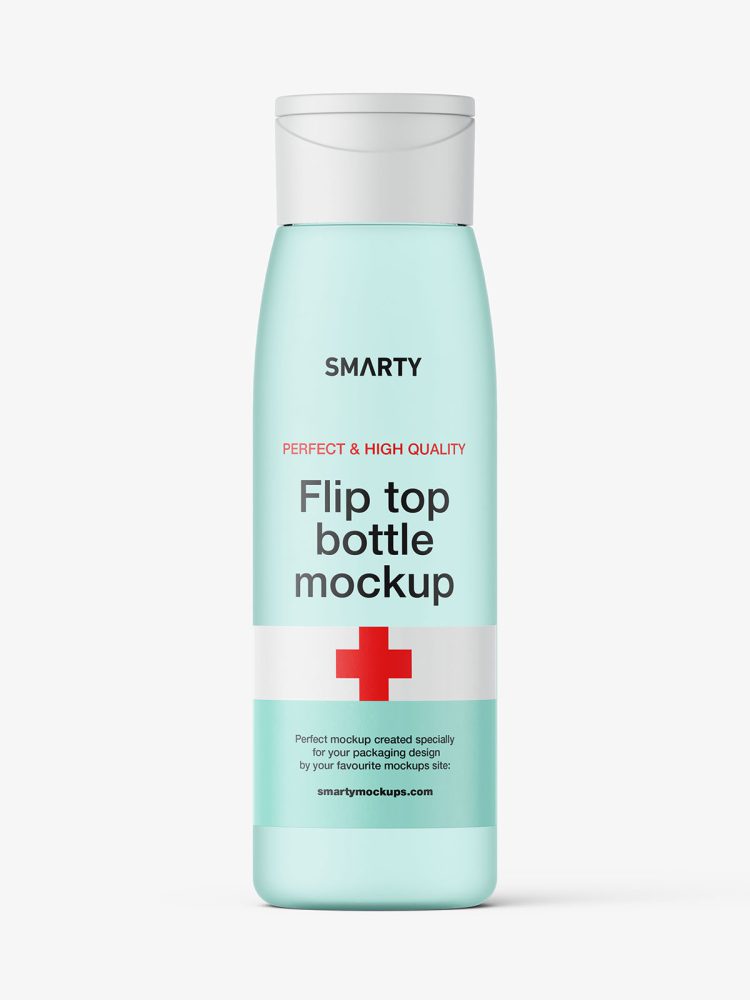 SMARTY
PERFECT & HIGH QUALITY
Flip top
bottle
mockup
Perfect mockup created specially
for your packaging design
by your favourite mockups site:
smartymockups.com